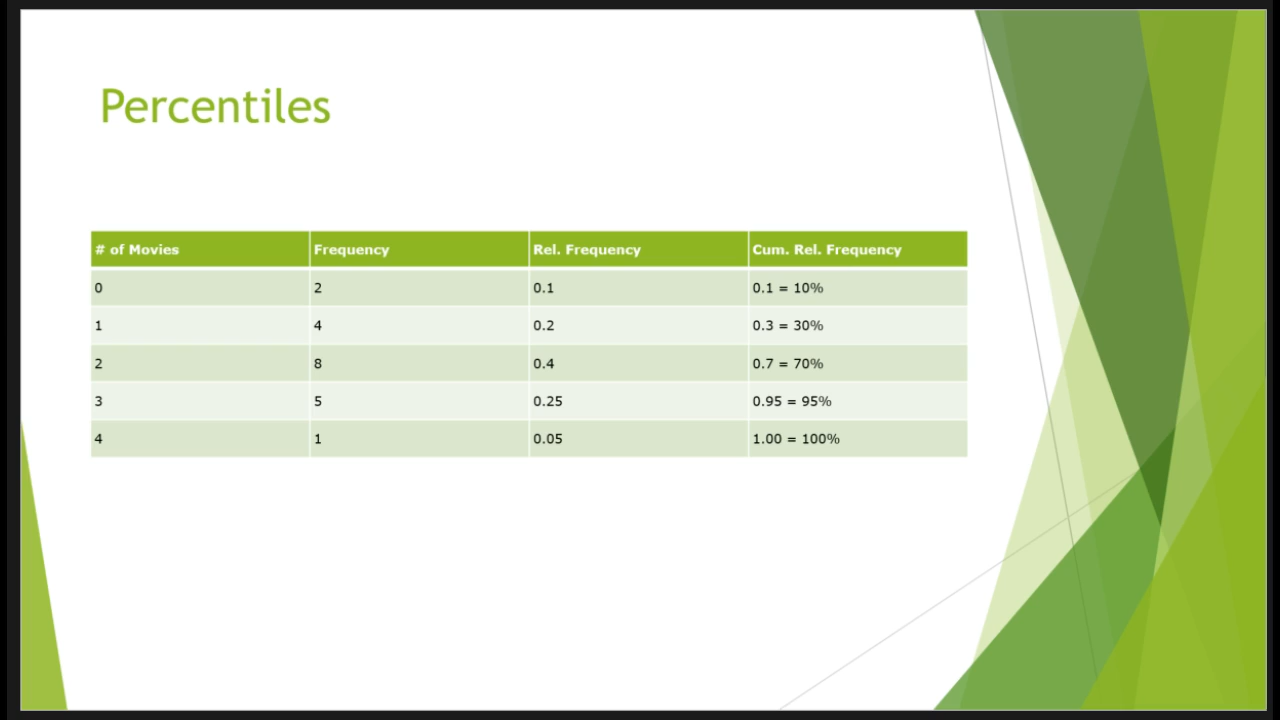 Percentiles
# of Movies Frequency Rel. Frequency Cum. Rel. Frequency
0 2 0.1 0.1 = 10%
1 4 0.2 0.3 = 30%
2 8 0.4 0.7 = 70%
3 5 0.25 0.95 = 95%
4 1 0.05 1.00 = 100%